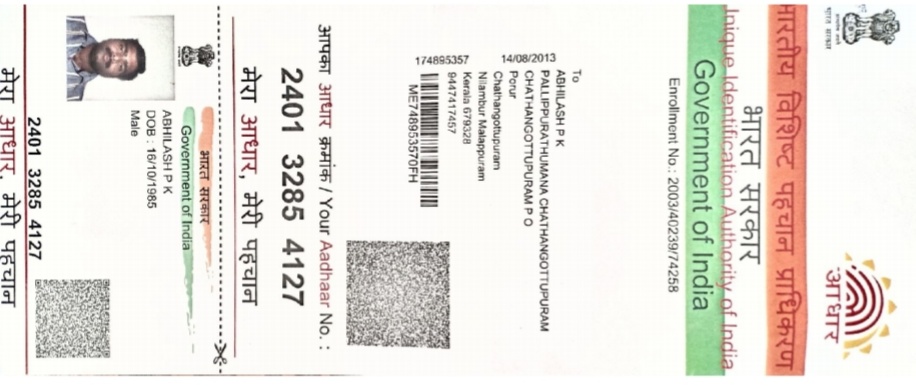 भारत सरकार
आधार
भारतीय विशिष्ट पहचान प्राधिकरण
भारत सरकार
Unique Identification Authority of India
Government of India
Enrollment No.: 2003/40239/74258
To
ABHILASH P K
PALLIPPURATHUMANA CHATHANGOTTUPURAM
CHATHANGOTTUPURAM P O
Porur
Chathangottupuram
Nilambur Malappuram
Kerala 679328
9447417457
14/08/2013
174895357
ME748953570FH
आपका आधार क्रमांक / Your Aadhaar No. :
2401 3285 4127
मेरा आधार, मेरी पहचान
भारत सरकार
Government of India
ABHILASH P K
DOB : 16/10/1985
Male
2401 3285 4127
मेरा आधार, मेरी पहचान